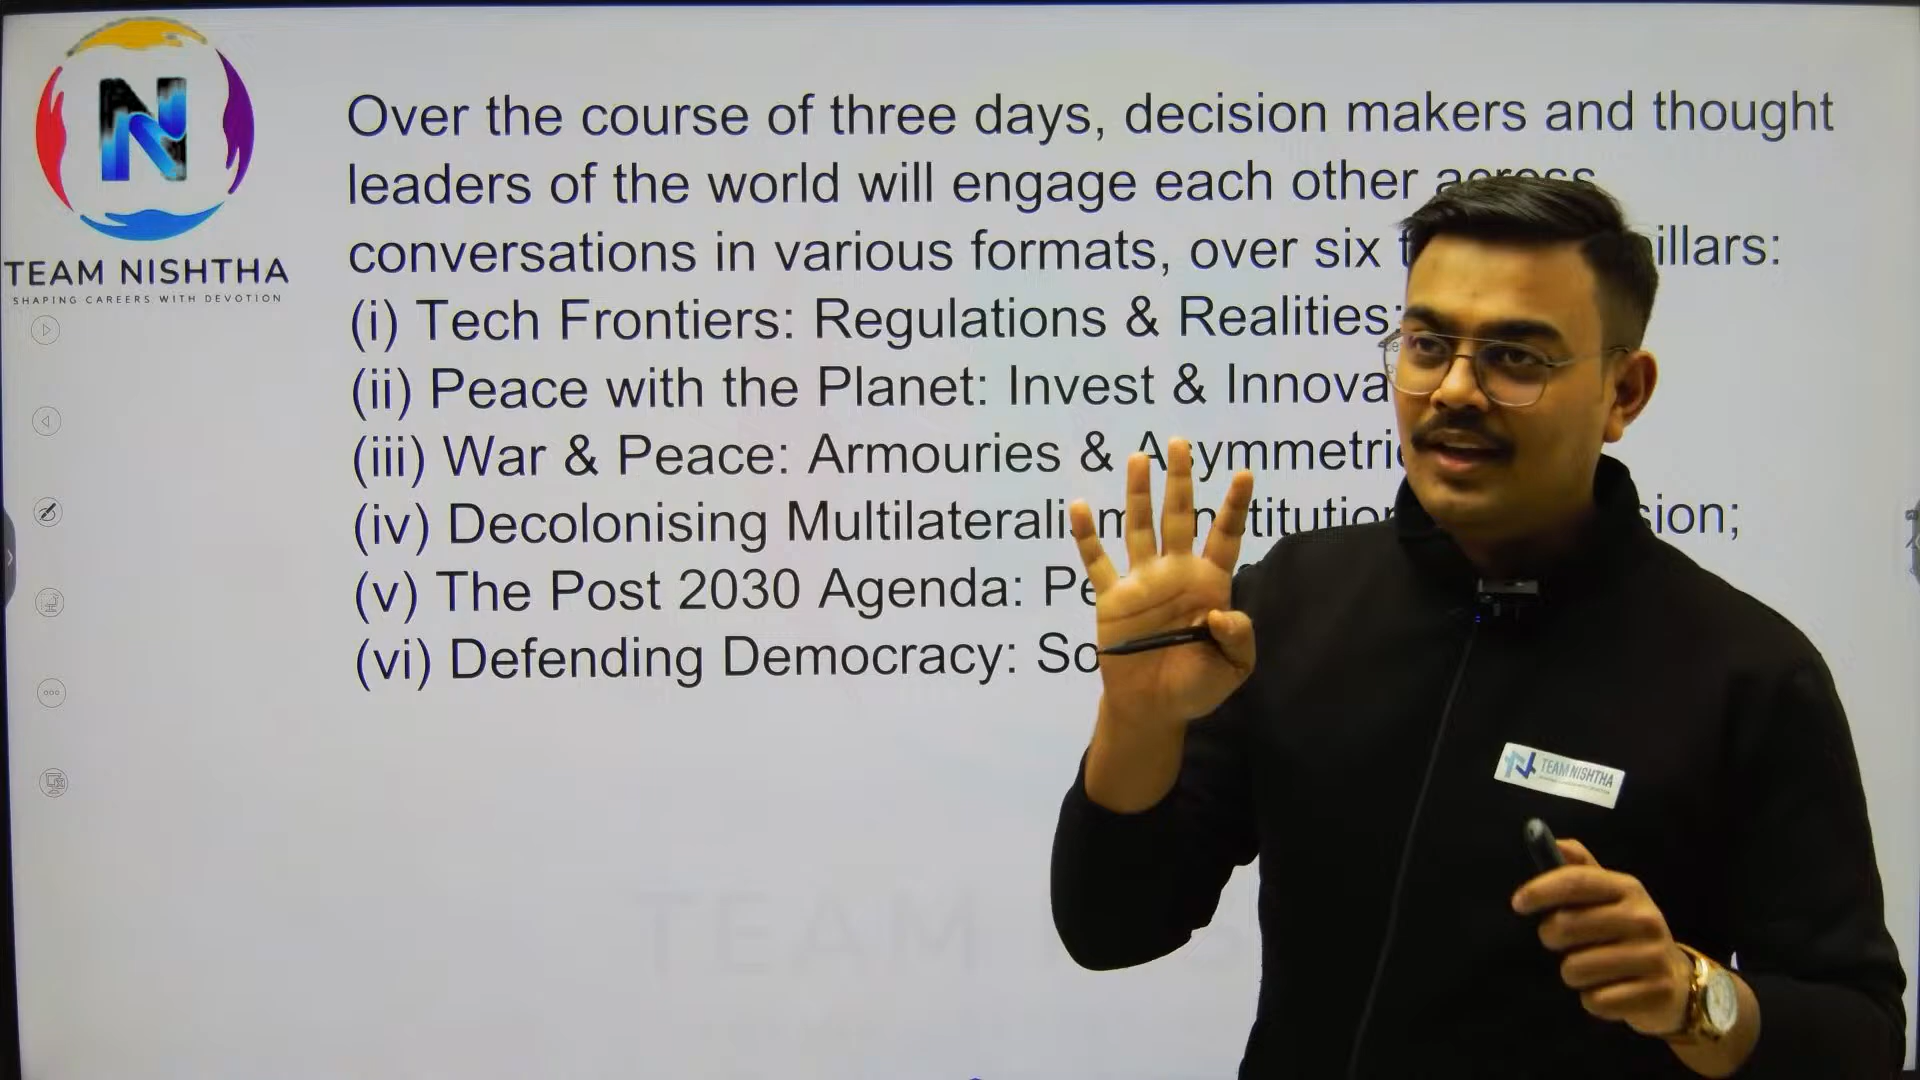 N
TEAM NISHTHA
SHAPING CAREERS WITH DEVOTION
Over the course of three days, decision makers and thought
leaders of the world will engage each other across
conversations in various formats, over six
(i) Tech Frontiers: Regulations & Realities;
(ii) Peace with the Planet: Invest &
(iii) War & Peace: Armouries &
(iv) Decolonising
(v) The Post 2030 Agenda:
(vi) Defending Democracy:
TEAM NISHTHA
TEAM